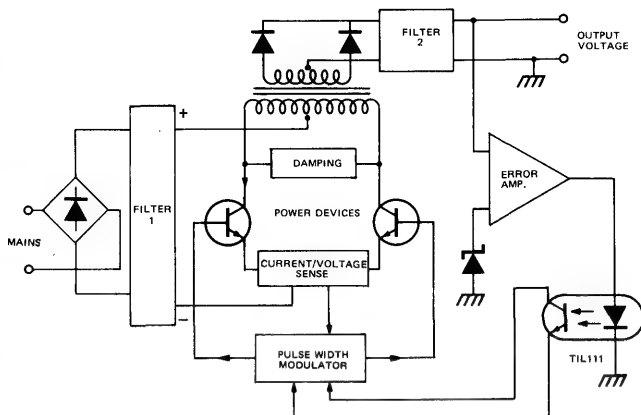 FILTER
2
OUTPUT
VOLTAGE
+
DAMPING
ERROR
AMP.
FILTER
1
POWER DEVICES
MAINS
CURRENT/VOLTAGE
SENSE
–
PULSE WIDTH
MODULATOR
TIL111